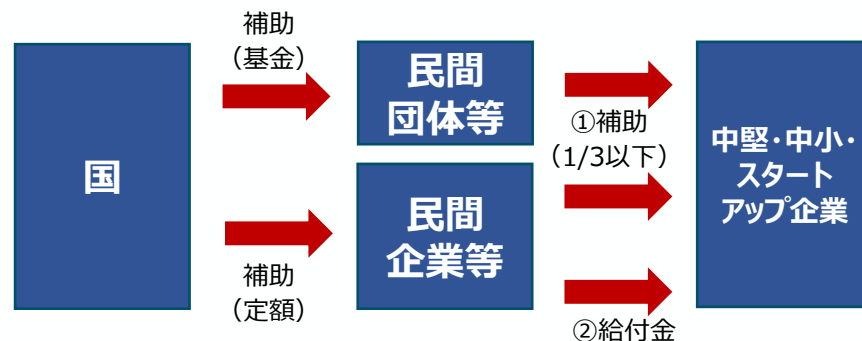 国
補助
（基金）
補助
（定額）
民間
団体等
民間
企業等
①補助
（1/3以下）
②給付金
中堅・中小・
スタート
アップ企業